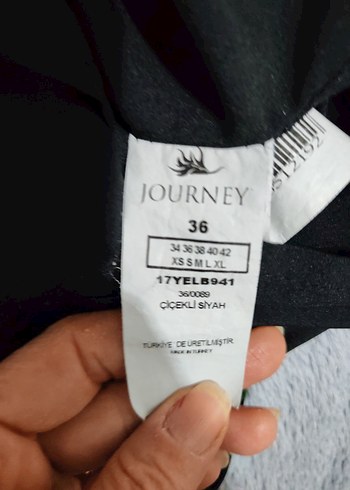 JOURNEY
36
34 36 38 40 42
XS S M L XL
17YELB941
36/0089
ÇİÇEKLİ SİYAH
TÜRKİYE DE ÜRETİLMİŞTİR.
MADE IN TURKEY
512192